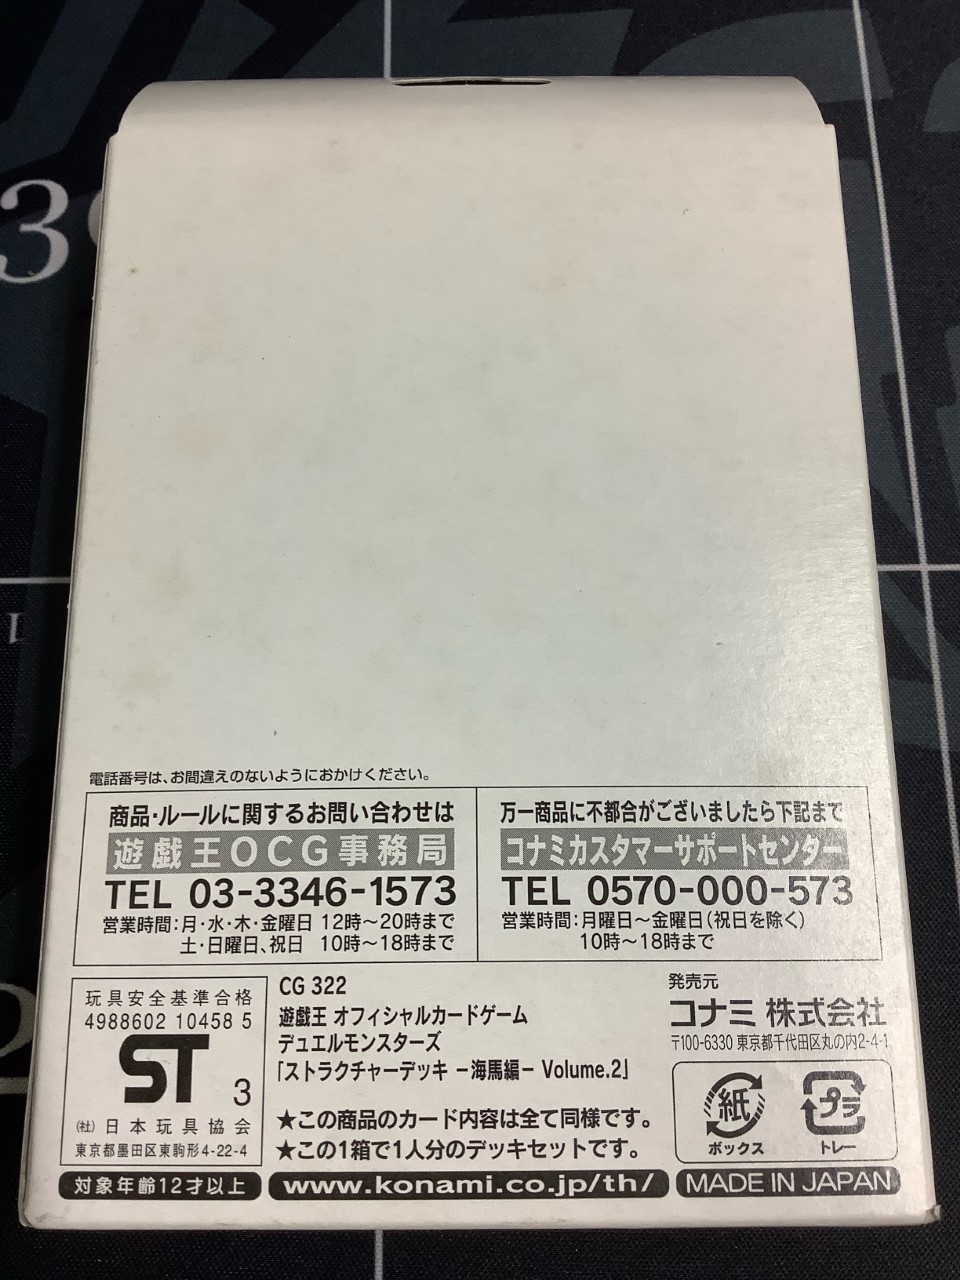 電話番号は、お間違えのないようにおかけください。
商品・ルールに関するお問い合わせは
遊戯王OCG事務局
TEL 03-3346-1573
営業時間:月・水・木・金曜日 12時~20時まで
土・日曜日、祝日 10時~18時まで
万一商品に不都合がございましたら下記まで
コナミカスタマーサポートセンター
TEL 0570-000-573
営業時間:月曜日~金曜日(祝日を除く)
10時~18時まで
玩具安全基準合格
4988602 10458 5
ST 3
(社)日本玩具協会
東京都墨田区東駒形4-22-4
対象年齢12才以上
CG 322
遊戯王 オフィシャルカードゲーム
デュエルモンスターズ
「ストラクチャーデッキ -海馬編- Volume.2」
★この商品のカード内容は全て同様です。
★この1箱で1人分のデッキセットです。
www.konami.co.jp/th/
発売元
コナミ 株式会社
〒100-6330 東京都千代田区丸の内2-4-1
紙
ボックス
プラ
トレー
MADE IN JAPAN
3
1